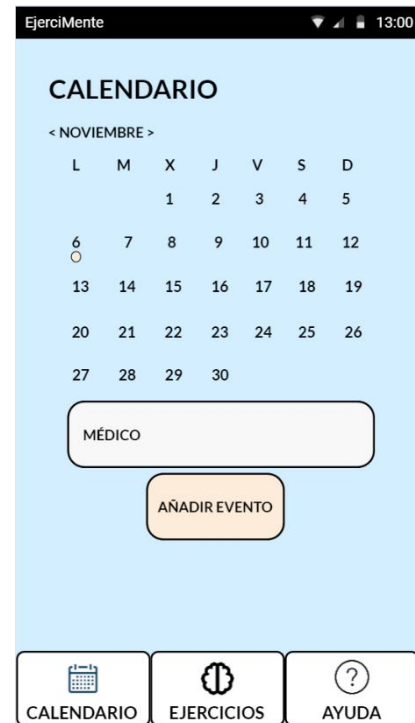 EjerciMente 13:00
CALENDARIO
< NOVIEMBRE >
L M X J V S D
1 2 3 4 5
6 7 8 9 10 11 12
13 14 15 16 17 18 19
20 21 22 23 24 25 26
27 28 29 30
MÉDICO
AÑADIR EVENTO
CALENDARIO EJERCICIOS ? AYUDA